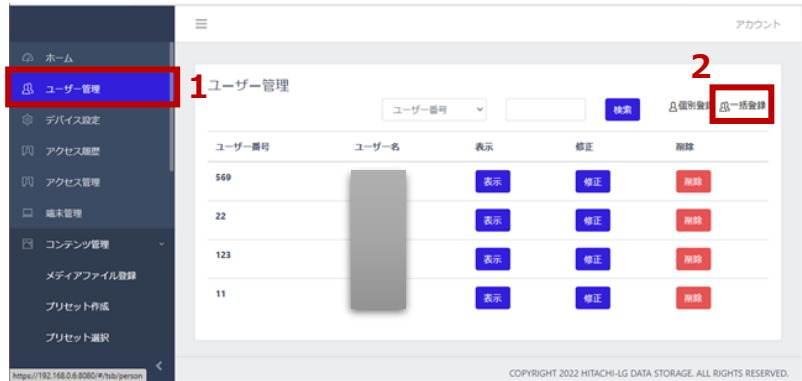 アカウント
ホーム
ユーザー管理
デバイス設定
アクセス履歴
アクセス管理
端末管理
コンテンツ管理
メディアファイル登録
プリセット作成
プリセット選択
https://192.168.0.6:8080/#/tsb/person
1
2
ユーザー管理
ユーザー番号 検索 個別登録 一括登録
ユーザー番号 ユーザー名 表示 修正 削除
569 表示 修正 削除
22 表示 修正 削除
123 表示 修正 削除
11 表示 修正 削除
COPYRIGHT 2022 HITACHI-LG DATA STORAGE. ALL RIGHTS RESERVED.